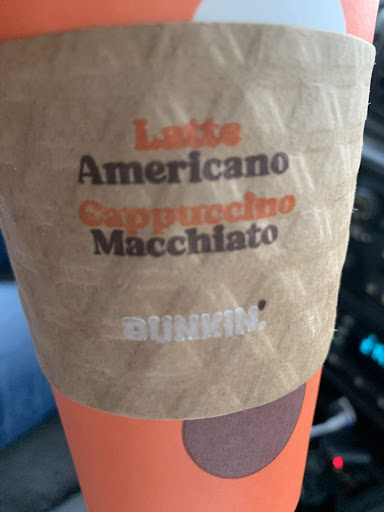 Latte
Americano
Cappuccino
Macchiato
DUNKIN'